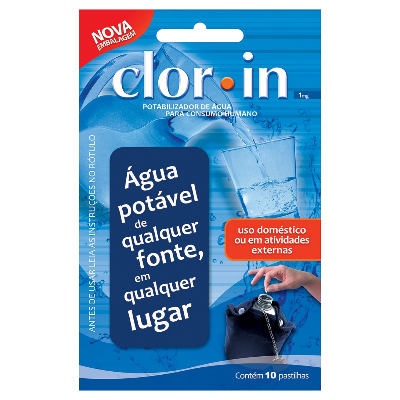 NOVA
EMBALAGEM
clor·in
1mg
POTABILIZADOR DE ÁGUA
PARA CONSUMO HUMANO
ANTES DE USAR LEIA AS INSTRUÇÕES NO RÓTULO
Água
potável
de
qualquer
fonte,
em
qualquer
lugar
uso doméstico
ou em atividades
externas
Contém 10 pastilhas